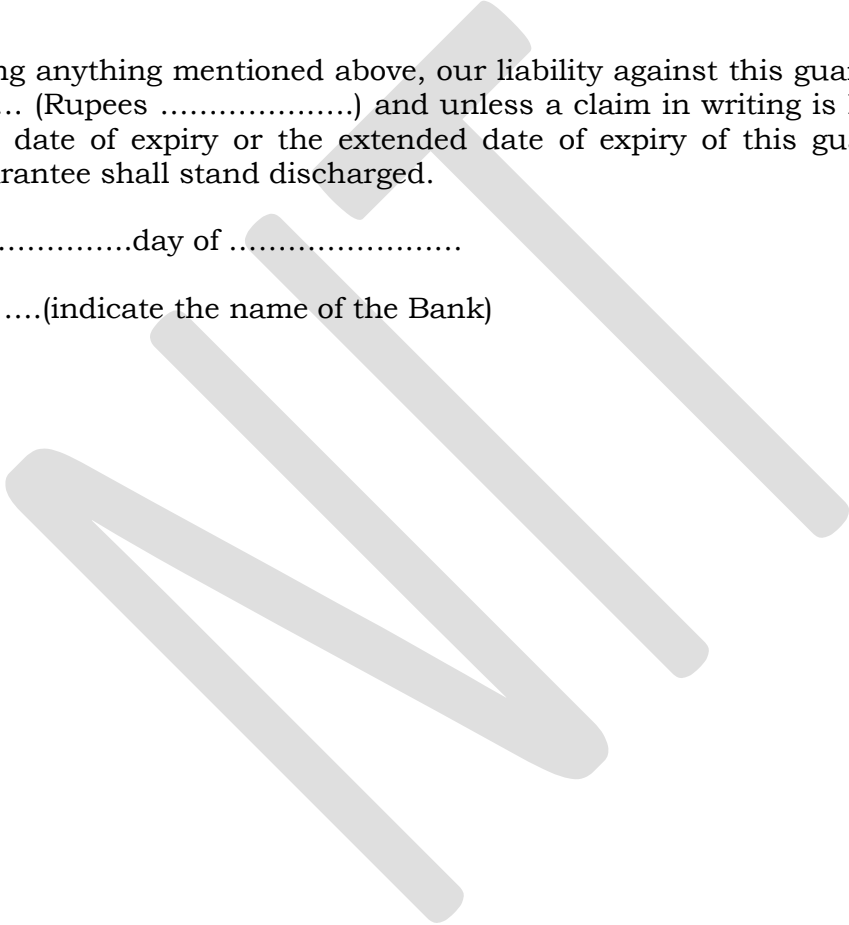 ng anything mentioned above, our liability against this gua
… (Rupees …………………) and unless a claim in writing is
date of expiry or the extended date of expiry of this gu
rantee shall stand discharged.
……………day of ……………………
….(indicate the name of the Bank)
NIT